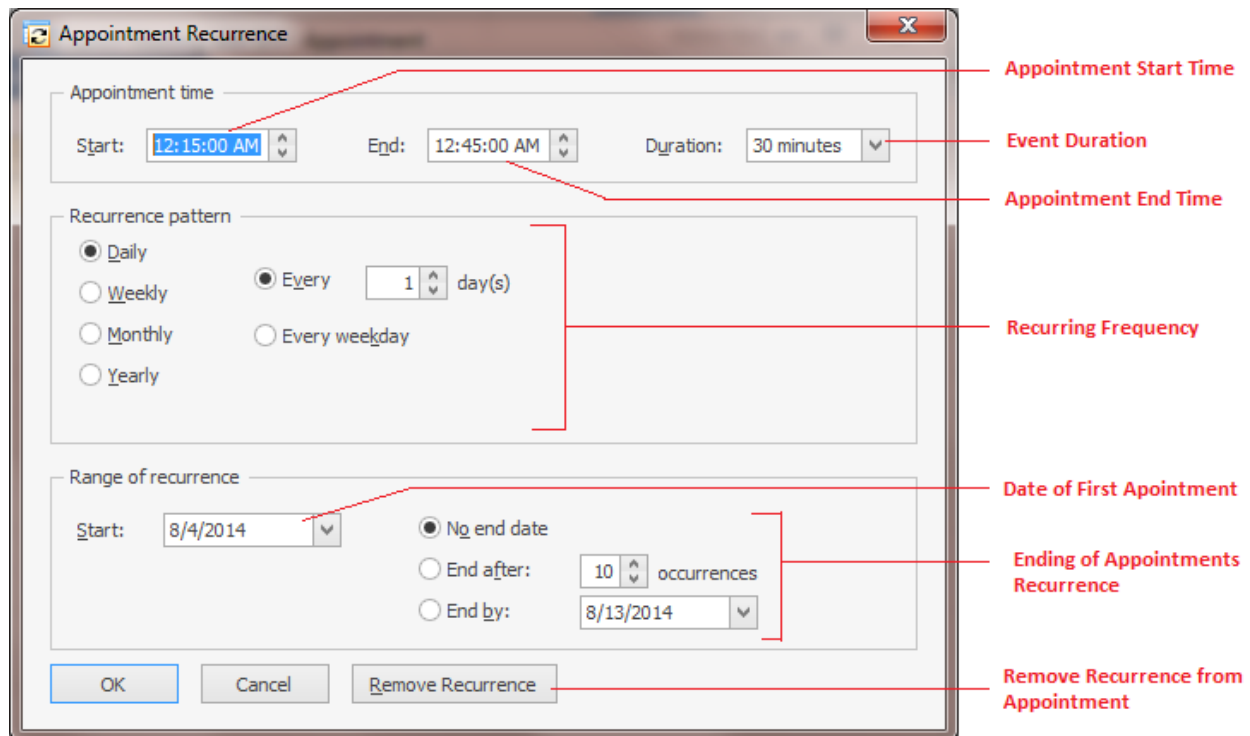 Appointment Recurrence
Appointment Start Time
Appointment time
Start: 12:15:00 AM End: 12:45:00 AM Duration: 30 minutes
Event Duration
Appointment End Time
Recurrence pattern
Daily
Weekly
Every 1 day(s)
Monthly
Every weekday
Yearly
Recurring Frequency
Range of recurrence
Date of First Apointment
Start: 8/4/2014
No end date
End after: 10 occurrences
End by: 8/13/2014
Ending of Appointments
Recurrence
OK Cancel Remove Recurrence
Remove Recurrence from
Appointment